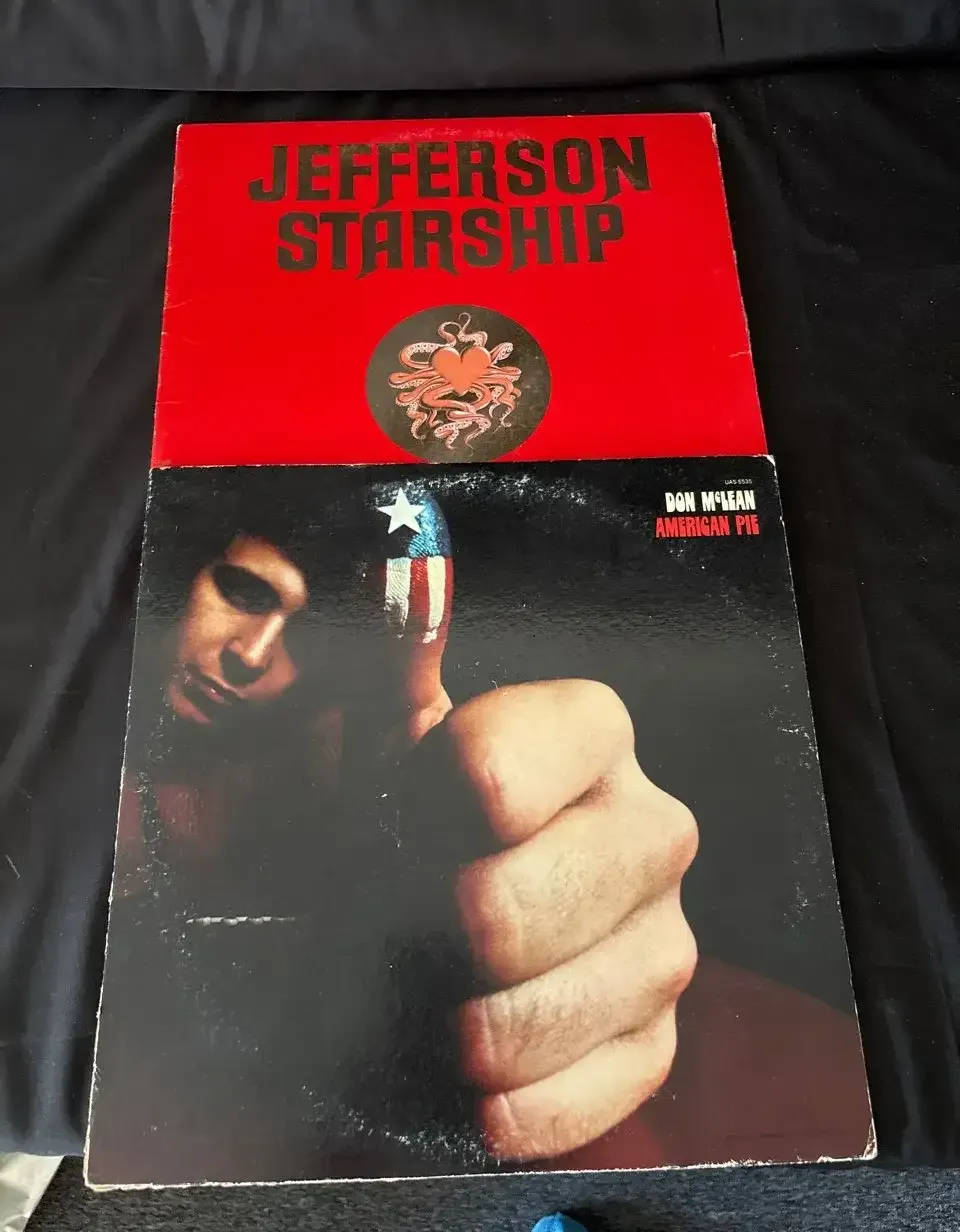 JEFFERSON
STARSHIP
UAS-5535
DON McLEAN
AMERICAN PIE